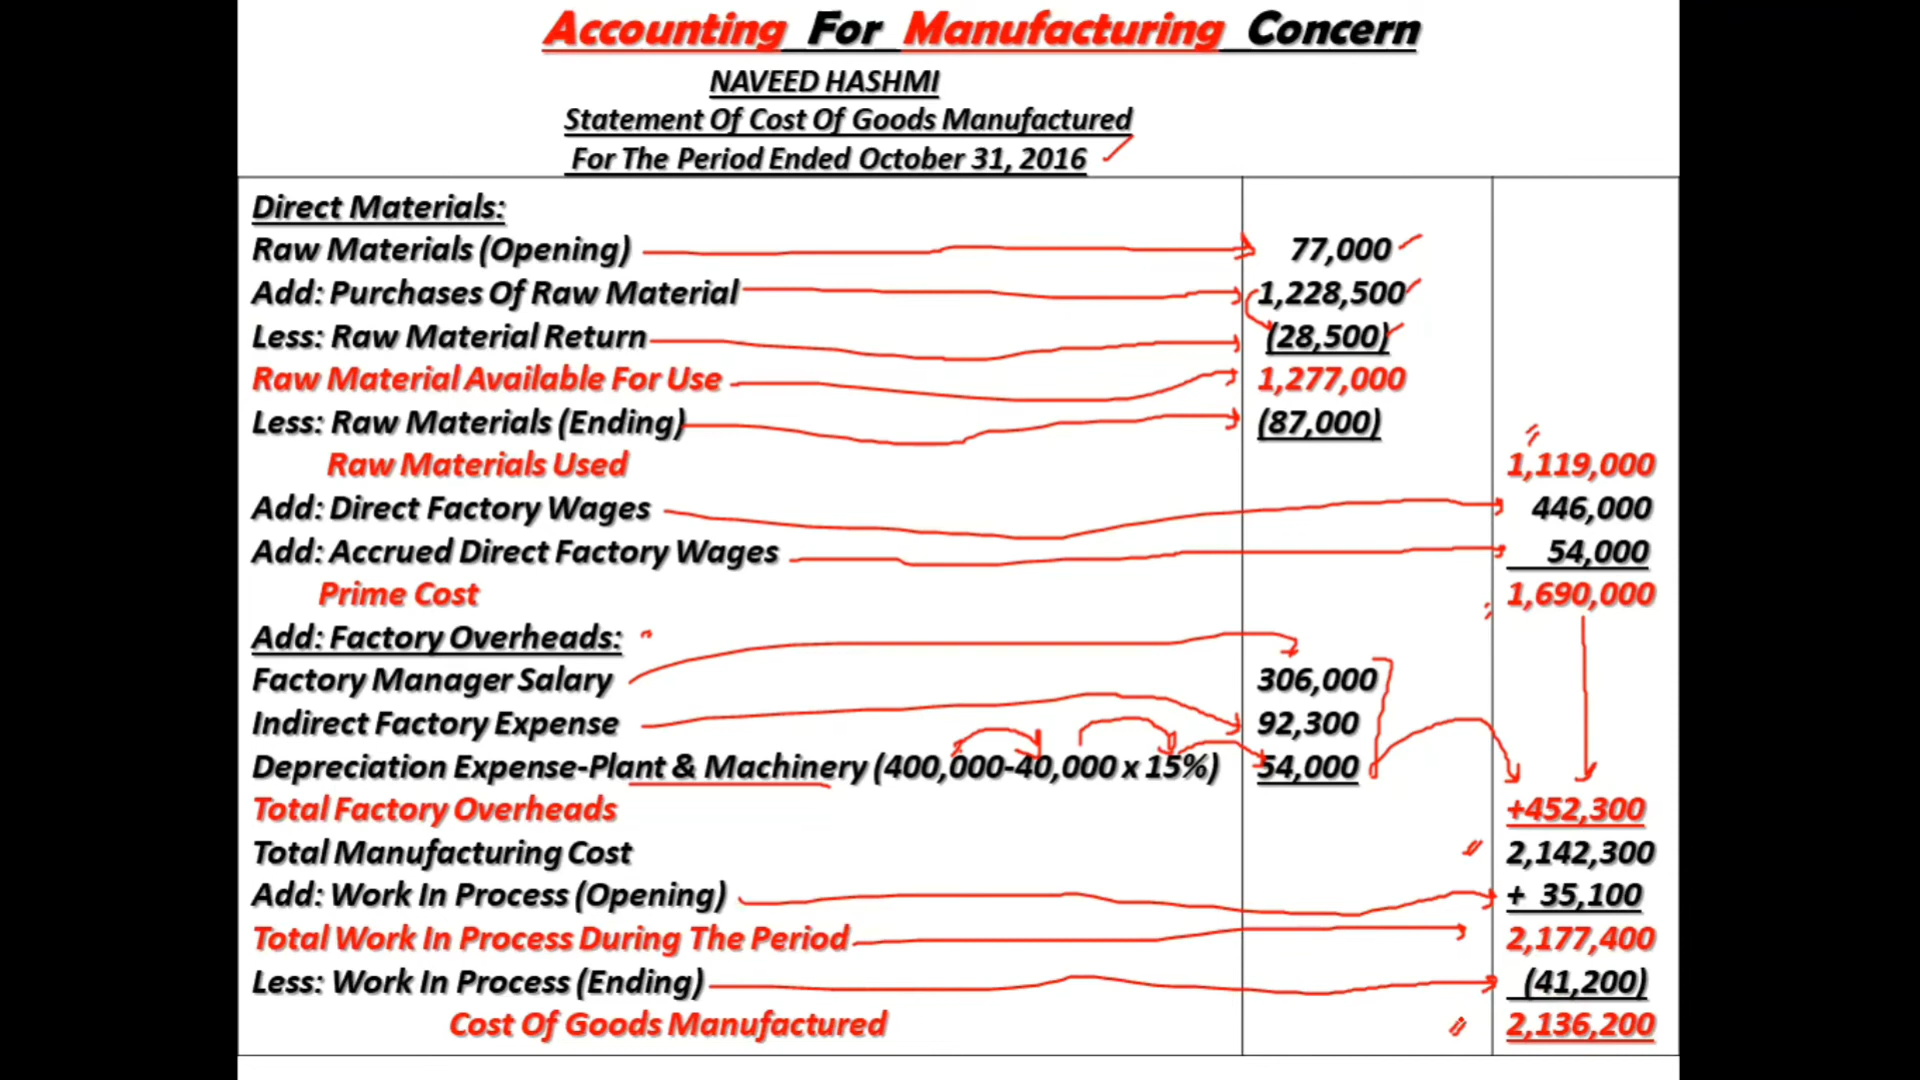 Accounting For Manufacturing Concern
NAVEED HASHMI
Statement Of Cost Of Goods Manufactured
For The Period Ended October 31, 2016
Direct Materials:
Raw Materials (Opening) 77,000
Add: Purchases Of Raw Material 1,228,500
Less: Raw Material Return (28,500)
Raw Material Available For Use 1,277,000
Less: Raw Materials (Ending) (87,000)
Raw Materials Used 1,119,000
Add: Direct Factory Wages 446,000
Add: Accrued Direct Factory Wages 54,000
Prime Cost 1,690,000
Add: Factory Overheads:
Factory Manager Salary 306,000
Indirect Factory Expense 92,300
Depreciation Expense-Plant & Machinery (400,000-40,000 x 15%) 54,000
Total Factory Overheads +452,300
Total Manufacturing Cost 2,142,300
Add: Work In Process (Opening) + 35,100
Total Work In Process During The Period 2,177,400
Less: Work In Process (Ending) (41,200)
Cost Of Goods Manufactured 2,136,200